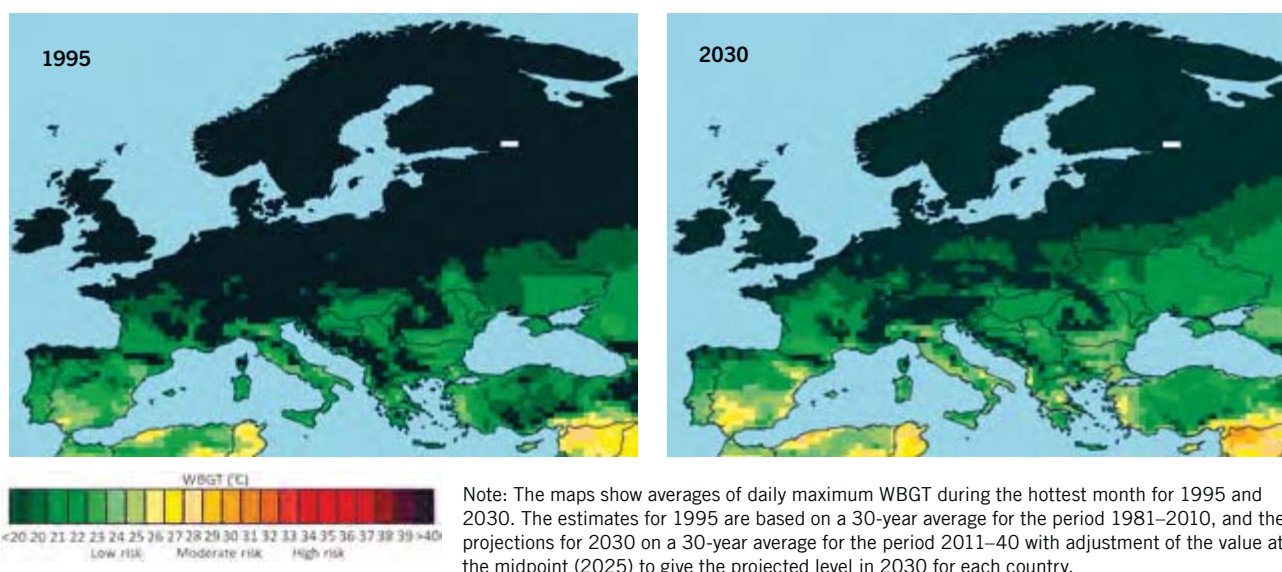 1995
2030
WBGT (°C)
<20 20 21 22 23 24 25 26 27 28 29 30 31 32 33 34 35 36 37 38 39 >40
Low risk Moderate risk High risk
Note: The maps show averages of daily maximum WBGT during the hottest month for 1995 and
2030. The estimates for 1995 are based on a 30-year average for the period 1981–2010, and the
projections for 2030 on a 30-year average for the period 2011–40 with adjustment of the value at
the midpoint (2025) to give the projected level in 2030 for each country.